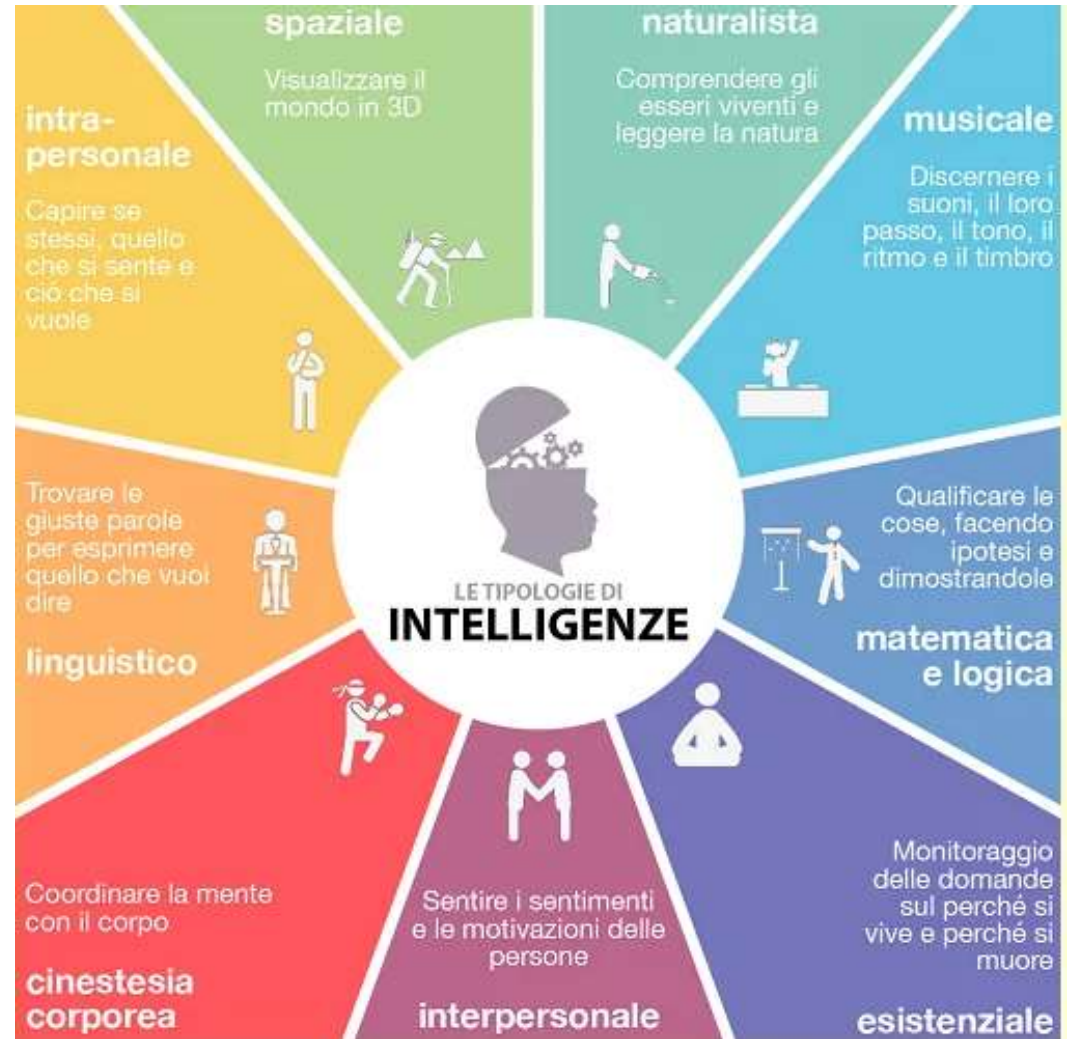 spaziale
Visualizzare il
mondo in 3D
naturalista
Comprendere gli
esseri viventi e
leggere la natura
musicale
Discernere i
suoni, il loro
passo, il tono, il
ritmo e il timbro
intra-
personale
Capire se
stessi, quello
che si sente e
ciò che si
vuole
Trovare le
giuste parole
per esprimere
quello che vuoi
dire
linguistico
LE TIPOLOGIE DI
INTELLIGENZE
Qualificare le
cose, facendo
ipotesi e
dimostrandole
matematica
e logica
Coordinare la mente
con il corpo
cinestesia
corporea
Sentire i sentimenti
e le motivazioni delle
persone
interpersonale
Monitoraggio
delle domande
sul perché si
vive e perché si
muore
esistenziale